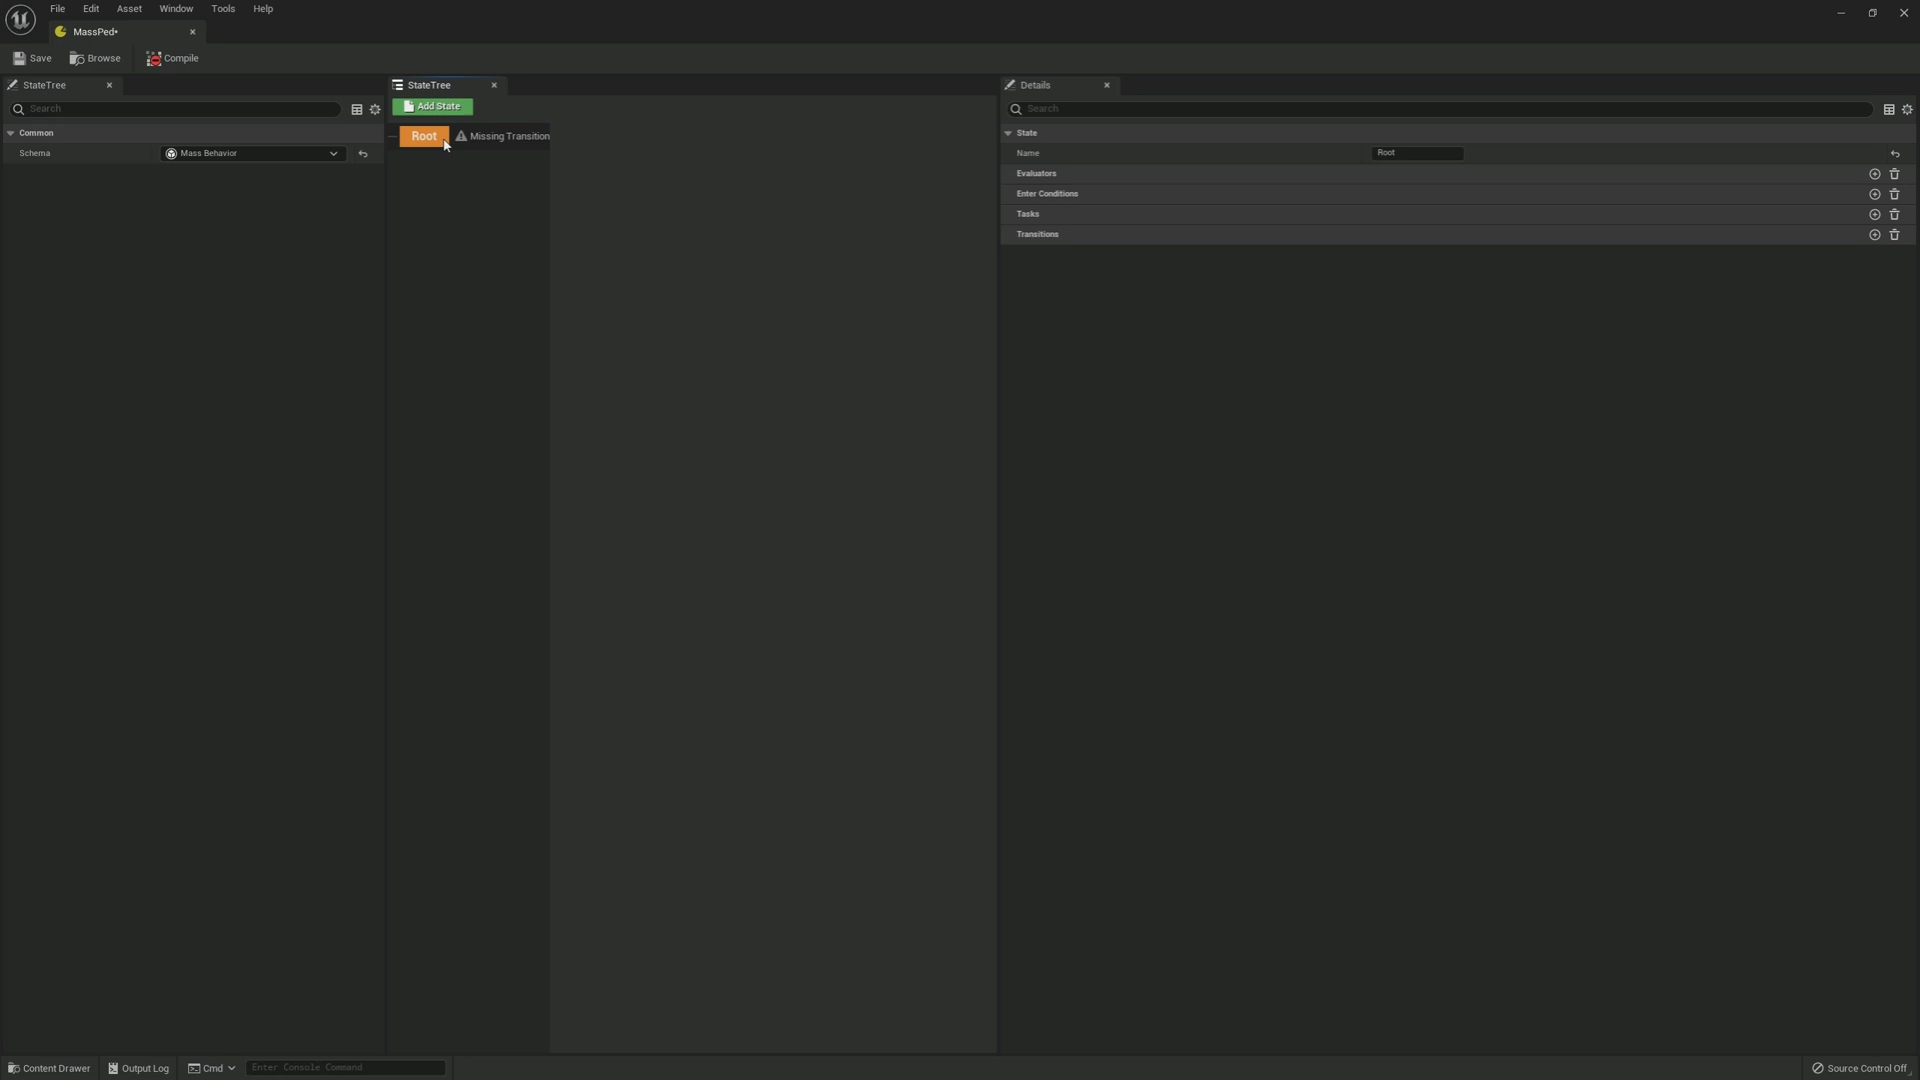 File Edit Asset Window Tools Help
MassPed•
Save Browse Compile
StateTree
Search
Common
Schema Mass Behavior
StateTree
Add State
Root Missing Transition
Details
Search
State
Name Root
Evaluators
Enter Conditions
Tasks
Transitions
Content Drawer Output Log Cmd Enter Console Command Source Control Off